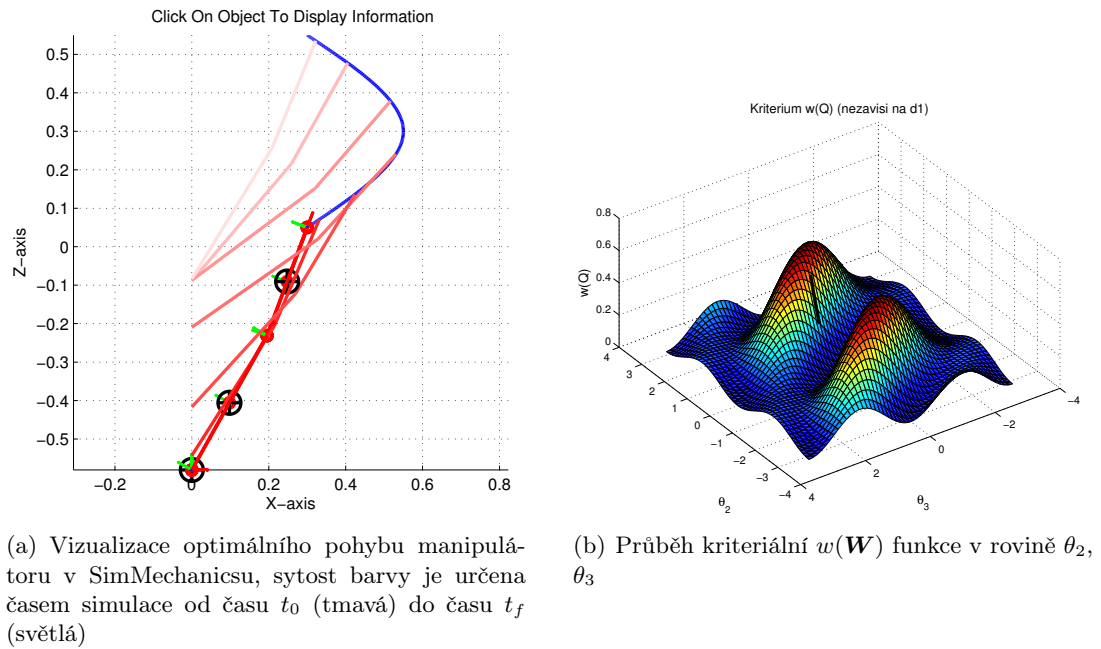 Click On Object To Display Information
0.5
0.4
0.3
0.2
0.1
0
−0.1
−0.2
−0.3
−0.4
−0.5
Z−axis
−0.2
0
0.2
0.4
0.6
0.8
X−axis
Kriterium w(Q) (nezavisi na d1)
0.8
0.6
0.4
0.2
0
w(Q)
4
3
2
1
0
−1
−2
−3
−4
θ2
4
2
0
−2
−4
θ3
(a) Vizualizace optimálního pohybu manipulá-
toru v SimMechanicsu, sytost barvy je určena
časem simulace od času t0 (tmavá) do času tf
(světlá)
(b) Průběh kriteriální w(W) funkce v rovině θ2,
θ3